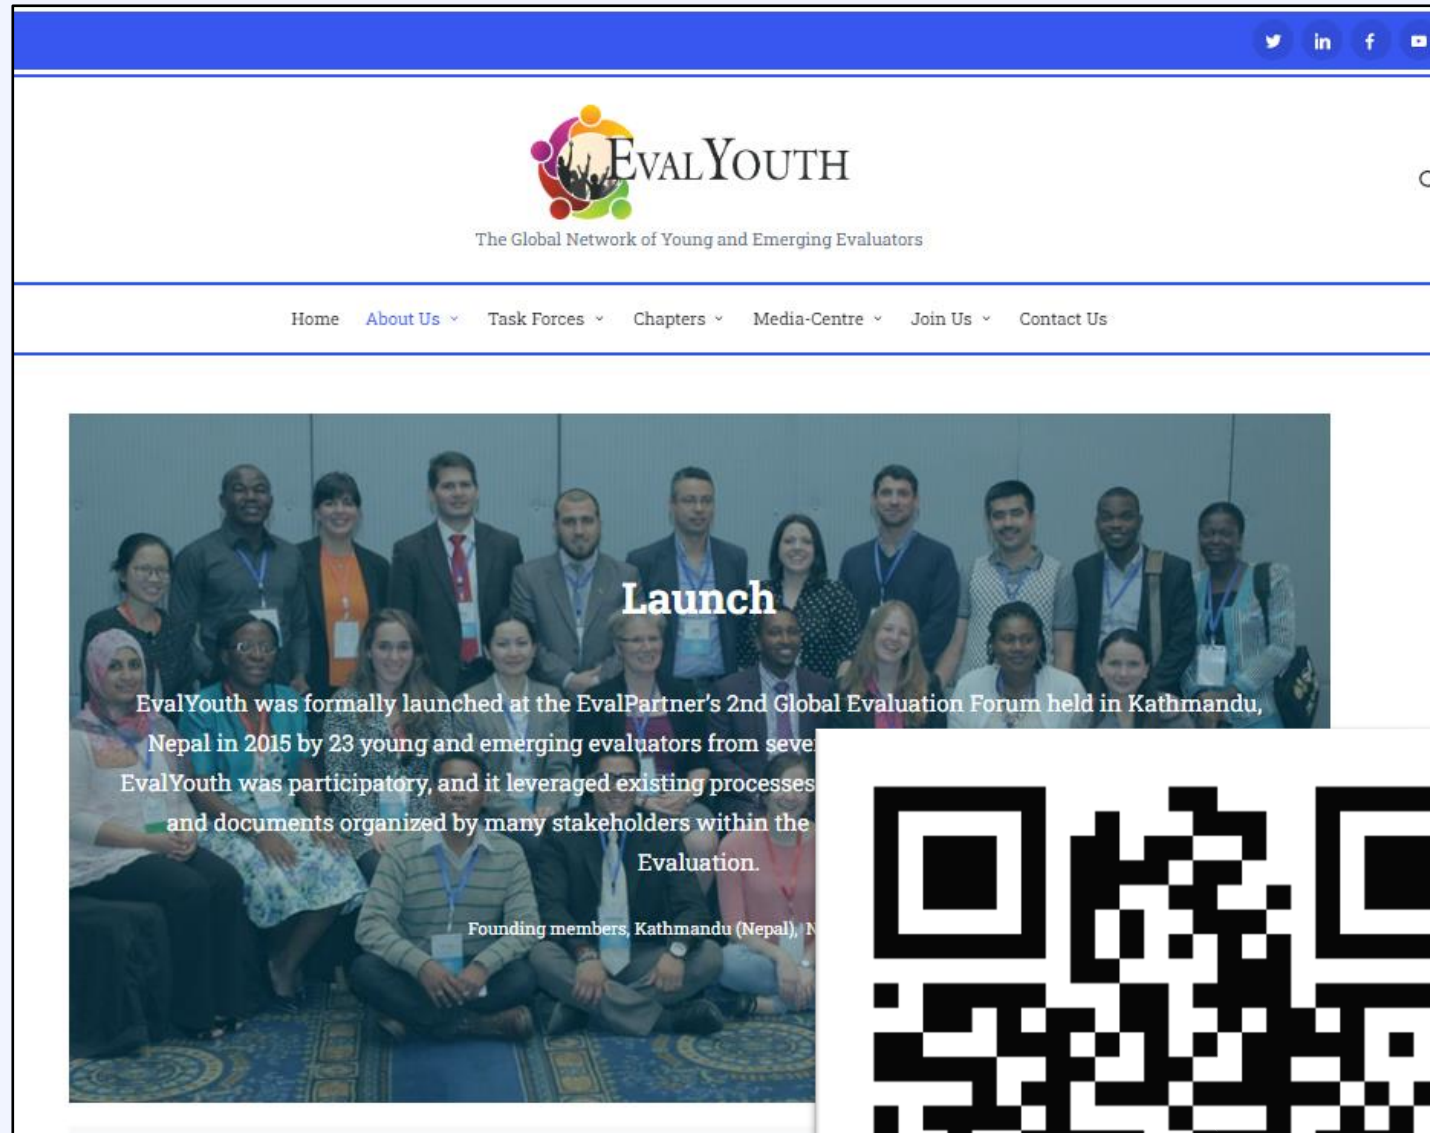 EVALYOUTH
The Global Network of Young and Emerging Evaluators
Home About Us Task Forces Chapters Media-Centre Join Us Contact Us
Launch
EvalYouth was formally launched at the EvalPartner's 2nd Global Evaluation Forum held in Kathmandu,
Nepal in 2015 by 23 young and emerging evaluators from
EvalYouth was participatory, and it leveraged existing processes
and documents organized by many stakeholders within the
Evaluation.
Founding members, Kathmandu (Nepal),